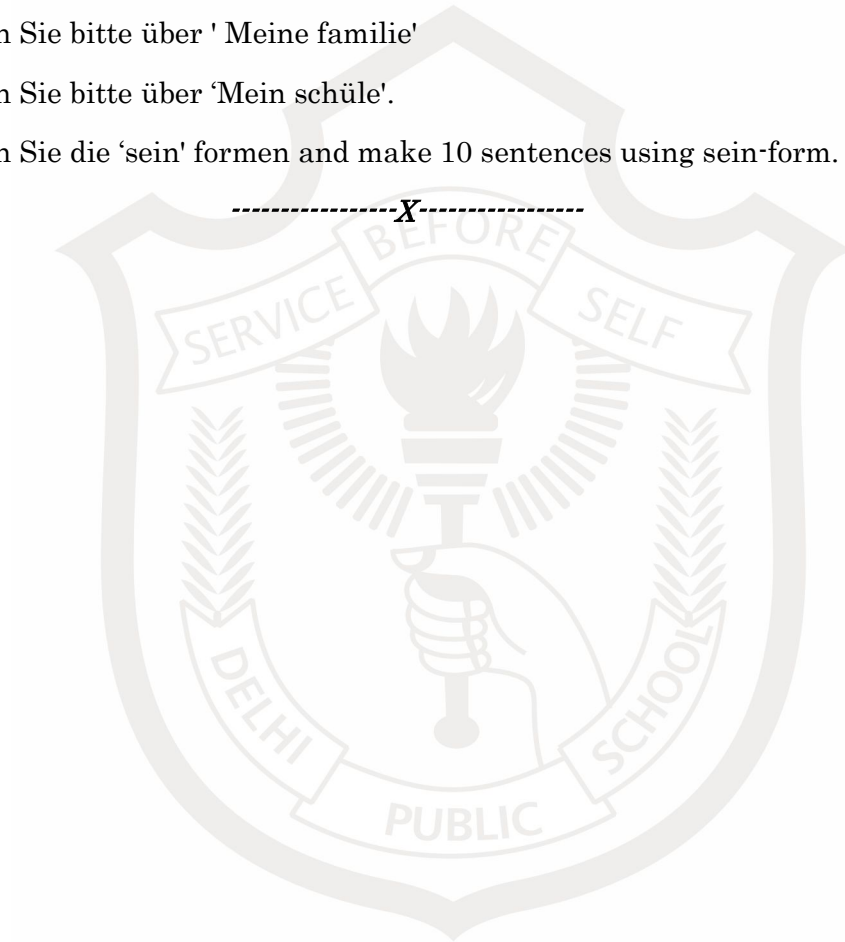 n Sie bitte über ' Meine familie'
n Sie bitte über ‘Mein schüle'.
n Sie die ‘sein' formen and make 10 sentences using sein-form.
-----------------X-----------------
BEFORE
SERVICE SELF
DELHI SCHOOL
PUBLIC